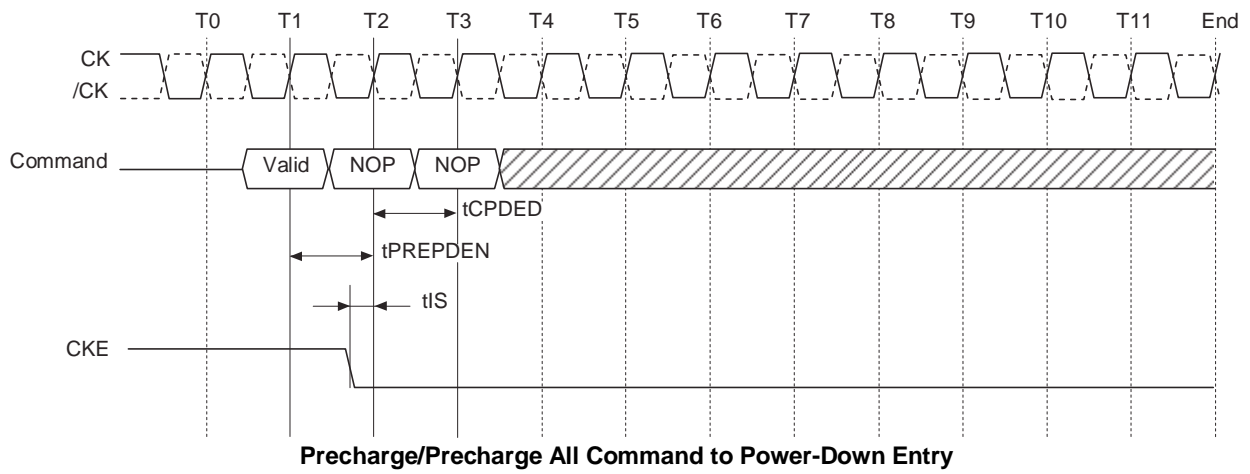 T0 T1 T2 T3 T4 T5 T6 T7 T8 T9 T10 T11 End
CK
/CK
Command Valid NOP NOP
tCPDED
tPREPDEN
tIS
CKE
Precharge/Precharge All Command to Power-Down Entry